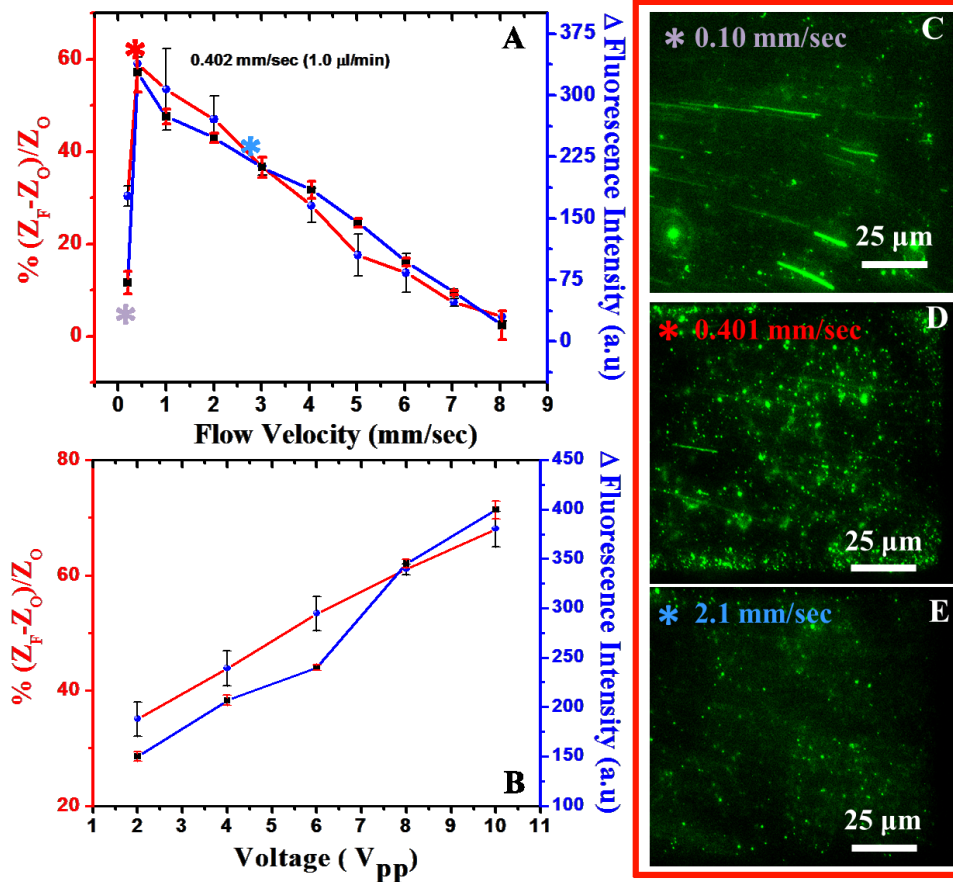 A
0.402 mm/sec (1.0 µl/min)
% (Z_F-Z_O)/Z_O
60
40
20
0
Δ Fluorescence Intensity (a.u)
375
300
225
150
75
0
0 1 2 3 4 5 6 7 8 9
Flow Velocity (mm/sec)
B
% (Z_F-Z_O)/Z_O
80
60
40
20
Δ Fluorescence Intensity (a.u)
450
400
350
300
250
200
150
100
1 2 3 4 5 6 7 8 9 10 11
Voltage ( Vpp)
* 0.10 mm/sec C
25 µm
* 0.401 mm/sec D
25 µm
* 2.1 mm/sec E
25 µm